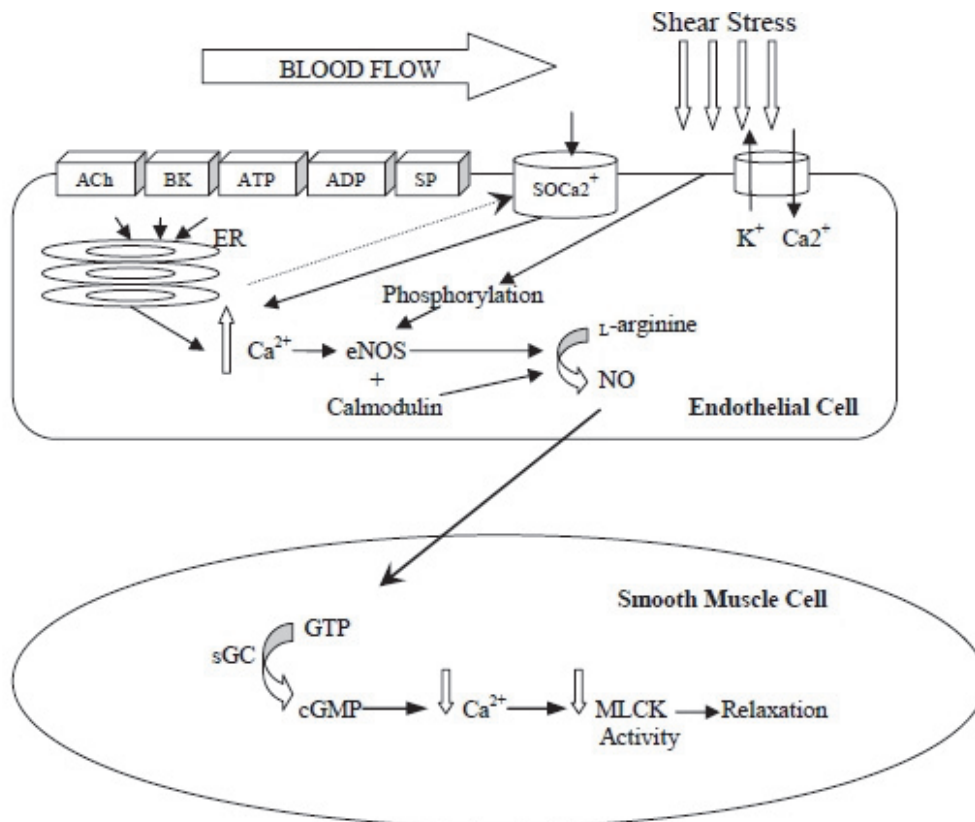 Shear Stress
BLOOD FLOW
ACh BK ATP ADP SP
SOCa2⁺
ER
K⁺ Ca2⁺
Phosphorylation
Ca²⁺ eNOS
L-arginine
+
NO
Calmodulin
Endothelial Cell
Smooth Muscle Cell
GTP
sGC
cGMP Ca²⁺ MLCK Relaxation
Activity